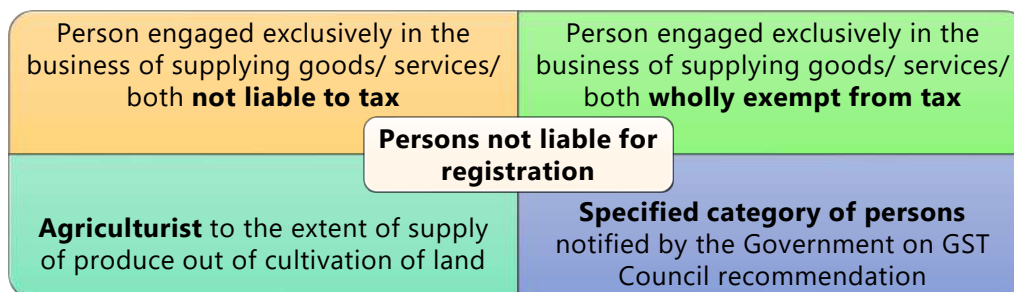 Person engaged exclusively in the
business of supplying goods/ services/
both not liable to tax
Person engaged exclusively in the
business of supplying goods/ services/
both wholly exempt from tax
Persons not liable for
registration
Agriculturist to the extent of supply
of produce out of cultivation of land
Specified category of persons
notified by the Government on GST
Council recommendation